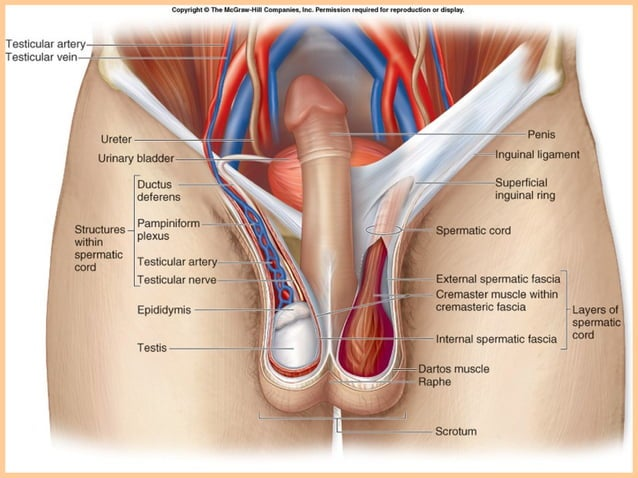 Copyright © The McGraw-Hill Companies, Inc. Permission required for reproduction or display.
Testicular artery
Testicular vein
Ureter
Urinary bladder
Ductus
deferens
Pampiniform
plexus
Structures
within
spermatic
cord
Testicular artery
Testicular nerve
Epididymis
Testis
Penis
Inguinal ligament
Superficial
inguinal ring
Spermatic cord
External spermatic fascia
Cremaster muscle within
cremasteric fascia
Internal spermatic fascia
Layers of
spermatic
cord
Dartos muscle
Raphe
Scrotum